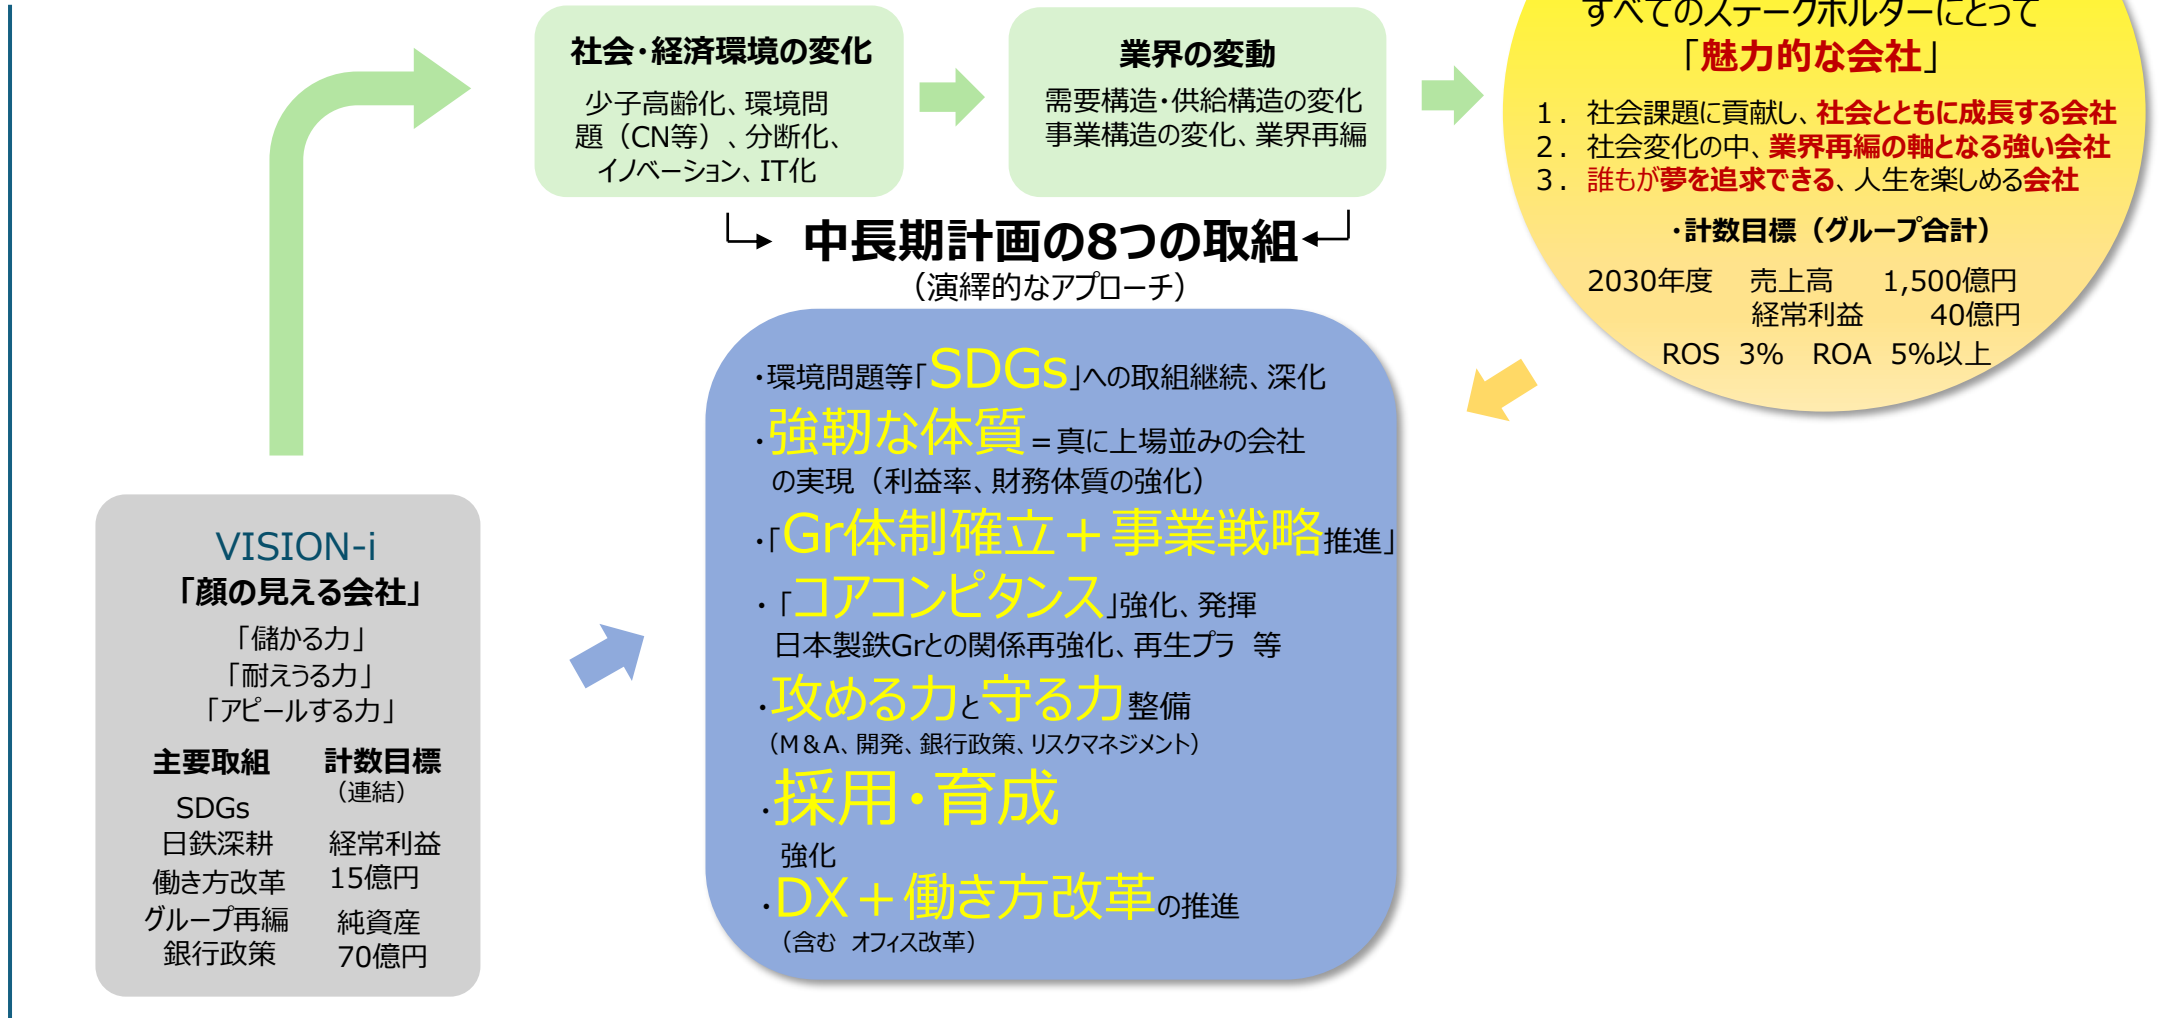 社会・経済環境の変化
少子高齢化、環境問
題（CN等）、分断化、
イノベーション、IT化
業界の変動
需要構造・供給構造の変化
事業構造の変化、業界再編
すべてのステークホルダーにとって
「魅力的な会社」
1. 社会課題に貢献し、社会とともに成長する会社
2. 社会変化の中、業界再編の軸となる強い会社
3. 誰もが夢を追求できる、人生を楽しめる会社
・計数目標（グループ合計）
2030年度 売上高 1,500億円
経常利益 40億円
ROS 3% ROA 5%以上
中長期計画の8つの取組
（演繹的なアプローチ）
・環境問題等「SDGs」への取組継続、深化
・強靭な体質＝真に上場並みの会社
の実現（利益率、財務体質の強化）
・「Gr体制確立＋事業戦略推進」
・「コアコンピタンス」強化、発揮
日本製鉄Grとの関係再強化、再生プラ 等
・攻める力と守る力整備
（M＆A、開発、銀行政策、リスクマネジメント）
・採用・育成
強化
・DX＋働き方改革の推進
（含む オフィス改革）
VISION-i
「顔の見える会社」
「儲かる力」
「耐えうる力」
「アピールする力」
主要取組
SDGs
日鉄深耕
働き方改革
グループ再編
銀行政策
計数目標
（連結）
経常利益
15億円
純資産
70億円